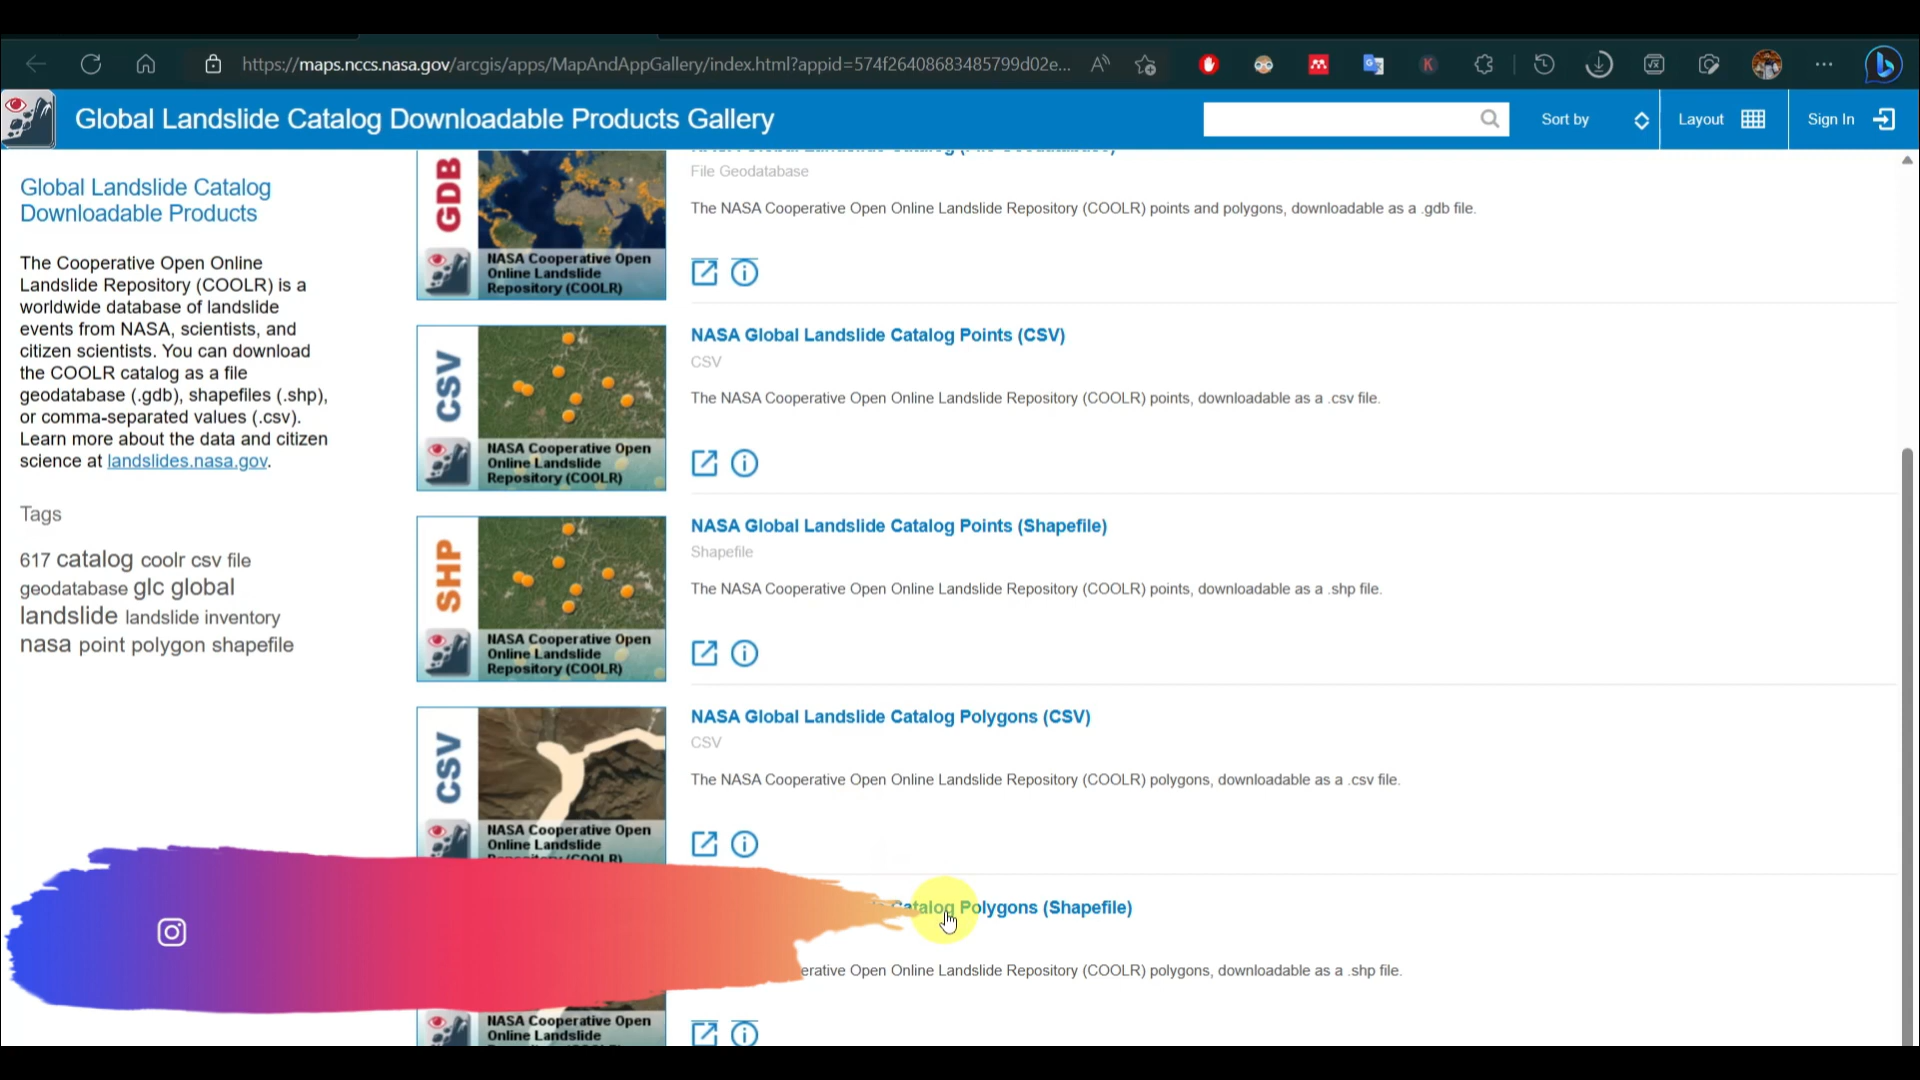 https://maps.nccs.nasa.gov/arcgis/apps/MapAndAppGallery/index.html?appid=574f26408683485799d02e...
Global Landslide Catalog Downloadable Products Gallery
Sort by
Layout
Sign In
Global Landslide Catalog
Downloadable Products
The Cooperative Open Online
Landslide Repository (COOLR) is a
worldwide database of landslide
events from NASA, scientists, and
citizen scientists. You can download
the COOLR catalog as a file
geodatabase (.gdb), shapefiles (.shp),
or comma-separated values (.csv).
Learn more about the data and citizen
science at landslides.nasa.gov.
Tags
617 catalog coolr csv file
geodatabase glc global
landslide landslide inventory
nasa point polygon shapefile
GDB
NASA Cooperative Open
Online Landslide
Repository (COOLR)
File Geodatabase
The NASA Cooperative Open Online Landslide Repository (COOLR) points and polygons, downloadable as a .gdb file.
CSV
NASA Cooperative Open
Online Landslide
Repository (COOLR)
NASA Global Landslide Catalog Points (CSV)
CSV
The NASA Cooperative Open Online Landslide Repository (COOLR) points, downloadable as a .csv file.
SHP
NASA Cooperative Open
Online Landslide
Repository (COOLR)
NASA Global Landslide Catalog Points (Shapefile)
Shapefile
The NASA Cooperative Open Online Landslide Repository (COOLR) points, downloadable as a .shp file.
CSV
NASA Cooperative Open
Online Landslide
NASA Global Landslide Catalog Polygons (CSV)
CSV
The NASA Cooperative Open Online Landslide Repository (COOLR) polygons, downloadable as a .csv file.
Catalog Polygons (Shapefile)
Open Online Landslide Repository (COOLR) polygons, downloadable as a .shp file.
NASA Cooperative Open
Online Landslide